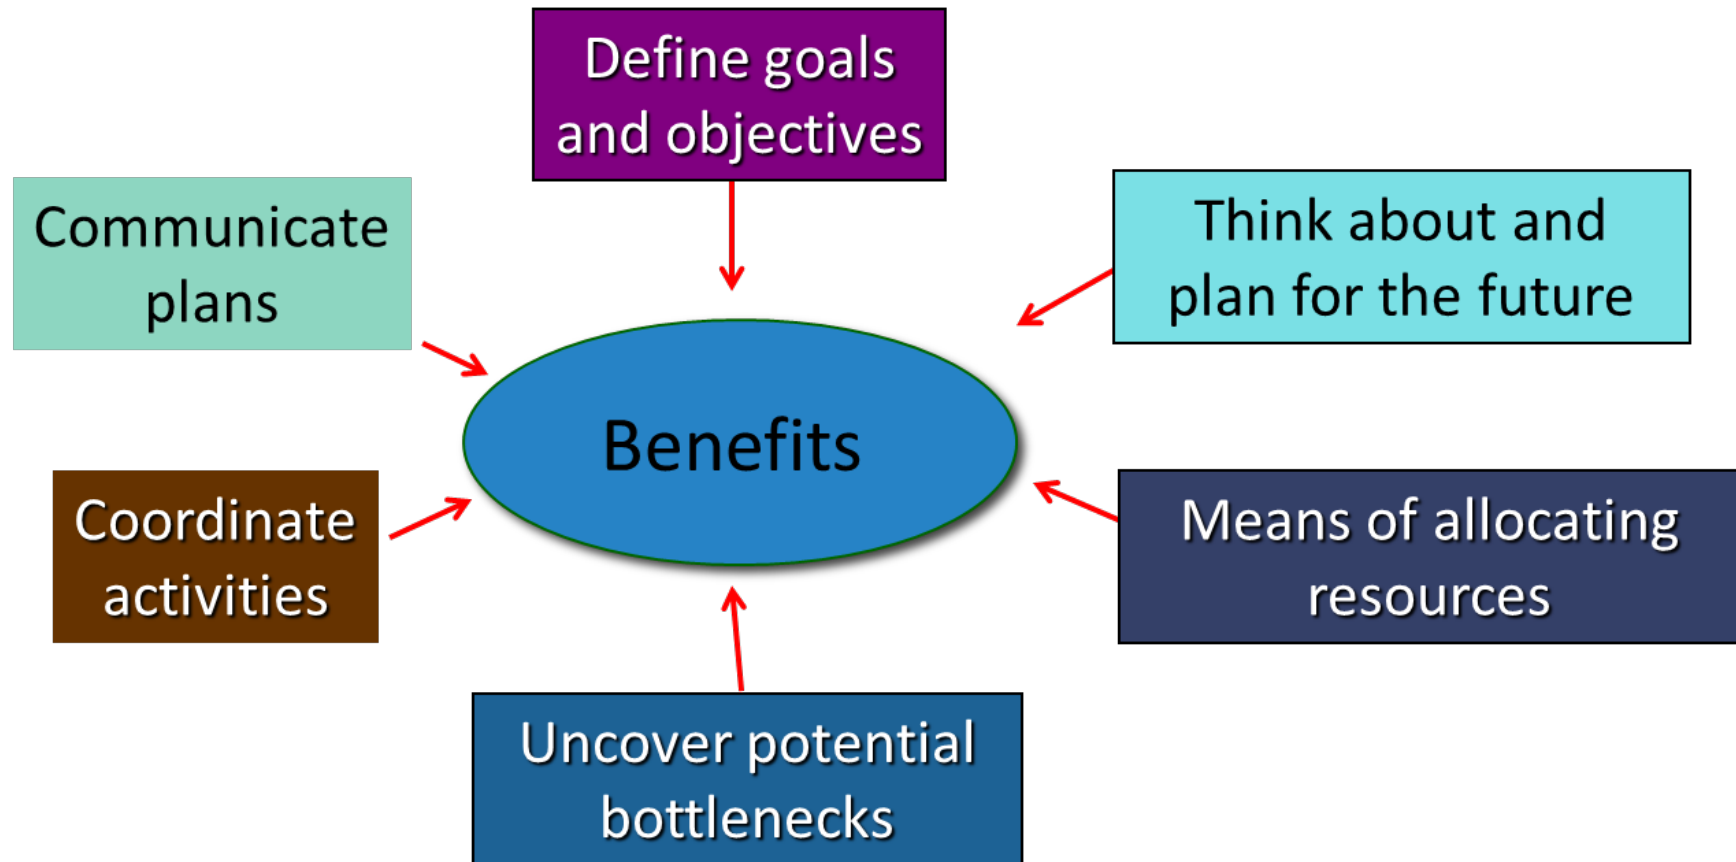 Define goals
and objectives
Communicate
plans
Think about and
plan for the future
Benefits
Coordinate
activities
Means of allocating
resources
Uncover potential
bottlenecks